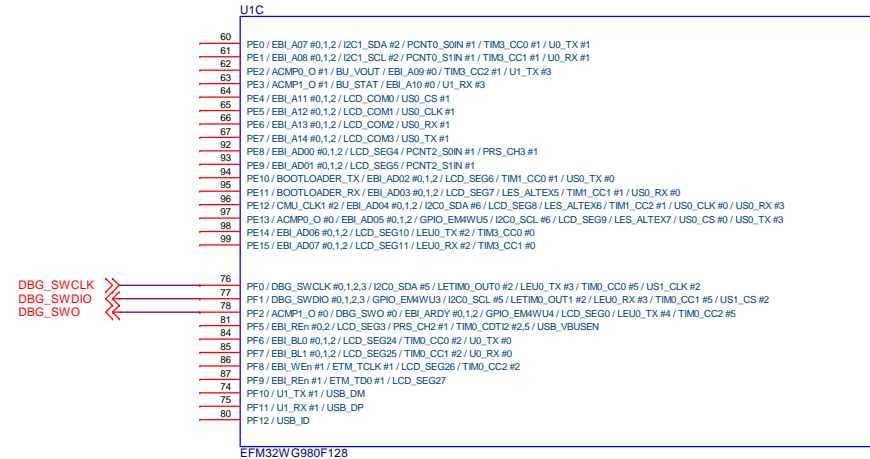 U1C
60 PE0 / EBI_A07 #0,1,2 / I2C1_SDA #2 / PCNT0_S0IN #1 / TIM3_CC0 #1 / U0_TX #1
61 PE1 / EBI_A08 #0,1,2 / I2C1_SCL #2 / PCNT0_S1IN #1 / TIM3_CC1 #1 / U0_RX #1
62 PE2 / ACMP0_O #1 / BU_VOUT / EBI_A09 #0 / TIM3_CC2 #1 / U1_TX #3
63 PE3 / ACMP1_O #1 / BU_STAT / EBI_A10 #0 / U1_RX #3
64 PE4 / EBI_A11 #0,1,2 / LCD_COM0 / US0_CS #1
65 PE5 / EBI_A12 #0,1,2 / LCD_COM1 / US0_CLK #1
66 PE6 / EBI_A13 #0,1,2 / LCD_COM2 / US0_RX #1
67 PE7 / EBI_A14 #0,1,2 / LCD_COM3 / US0_TX #1
92 PE8 / EBI_AD00 #0,1,2 / LCD_SEG4 / PCNT2_S0IN #1 / PRS_CH3 #1
93 PE9 / EBI_AD01 #0,1,2 / LCD_SEG5 / PCNT2_S1IN #1
94 PE10 / BOOTLOADER_TX / EBI_AD02 #0,1,2 / LCD_SEG6 / TIM1_CC0 #1 / US0_TX #0
95 PE11 / BOOTLOADER_RX / EBI_AD03 #0,1,2 / LCD_SEG7 / LES_ALTEX5 / TIM1_CC1 #1 / US0_RX #0
96 PE12 / CMU_CLK1 #2 / EBI_AD04 #0,1,2 / I2C0_SDA #6 / LCD_SEG8 / LES_ALTEX6 / TIM1_CC2 #1 / US0_CLK #0 / US0_RX #3
97 PE13 / ACMP0_O #0 / EBI_AD05 #0,1,2 / GPIO_EM4WU5 / I2C0_SCL #6 / LCD_SEG9 / LES_ALTEX7 / US0_CS #0 / US0_TX #3
98 PE14 / EBI_AD06 #0,1,2 / LCD_SEG10 / LEU0_TX #2 / TIM3_CC0 #0
99 PE15 / EBI_AD07 #0,1,2 / LCD_SEG11 / LEU0_RX #2 / TIM3_CC1 #0
DBG_SWCLK 76 PF0 / DBG_SWCLK #0,1,2,3 / I2C0_SDA #5 / LETIM0_OUT0 #2 / LEU0_TX #3 / TIM0_CC0 #5 / US1_CLK #2
DBG_SWDIO 77 PF1 / DBG_SWDIO #0,1,2,3 / GPIO_EM4WU3 / I2C0_SCL #5 / LETIM0_OUT1 #2 / LEU0_RX #3 / TIM0_CC1 #5 / US1_CS #2
DBG_SWO 78 PF2 / ACMP1_O #0 / DBG_SWO #0 / EBI_ARDY #0,1,2 / GPIO_EM4WU4 / LCD_SEG0 / LEU0_TX #4 / TIM0_CC2 #5
81 PF5 / EBI_REn #0,2 / LCD_SEG3 / PRS_CH2 #1 / TIM0_CDTI2 #2,5 / USB_VBUSEN
84 PF6 / EBI_BL0 #0,1,2 / LCD_SEG24 / TIM0_CC0 #2 / U0_TX #0
85 PF7 / EBI_BL1 #0,1,2 / LCD_SEG25 / TIM0_CC1 #2 / U0_RX #0
86 PF8 / EBI_WEn #1 / ETM_TCLK #1 / LCD_SEG26 / TIM0_CC2 #2
87 PF9 / EBI_REn #1 / ETM_TD0 #1 / LCD_SEG27
74 PF10 / U1_TX #1 / USB_DM
75 PF11 / U1_RX #1 / USB_DP
80 PF12 / USB_ID
EFM32WG980F128